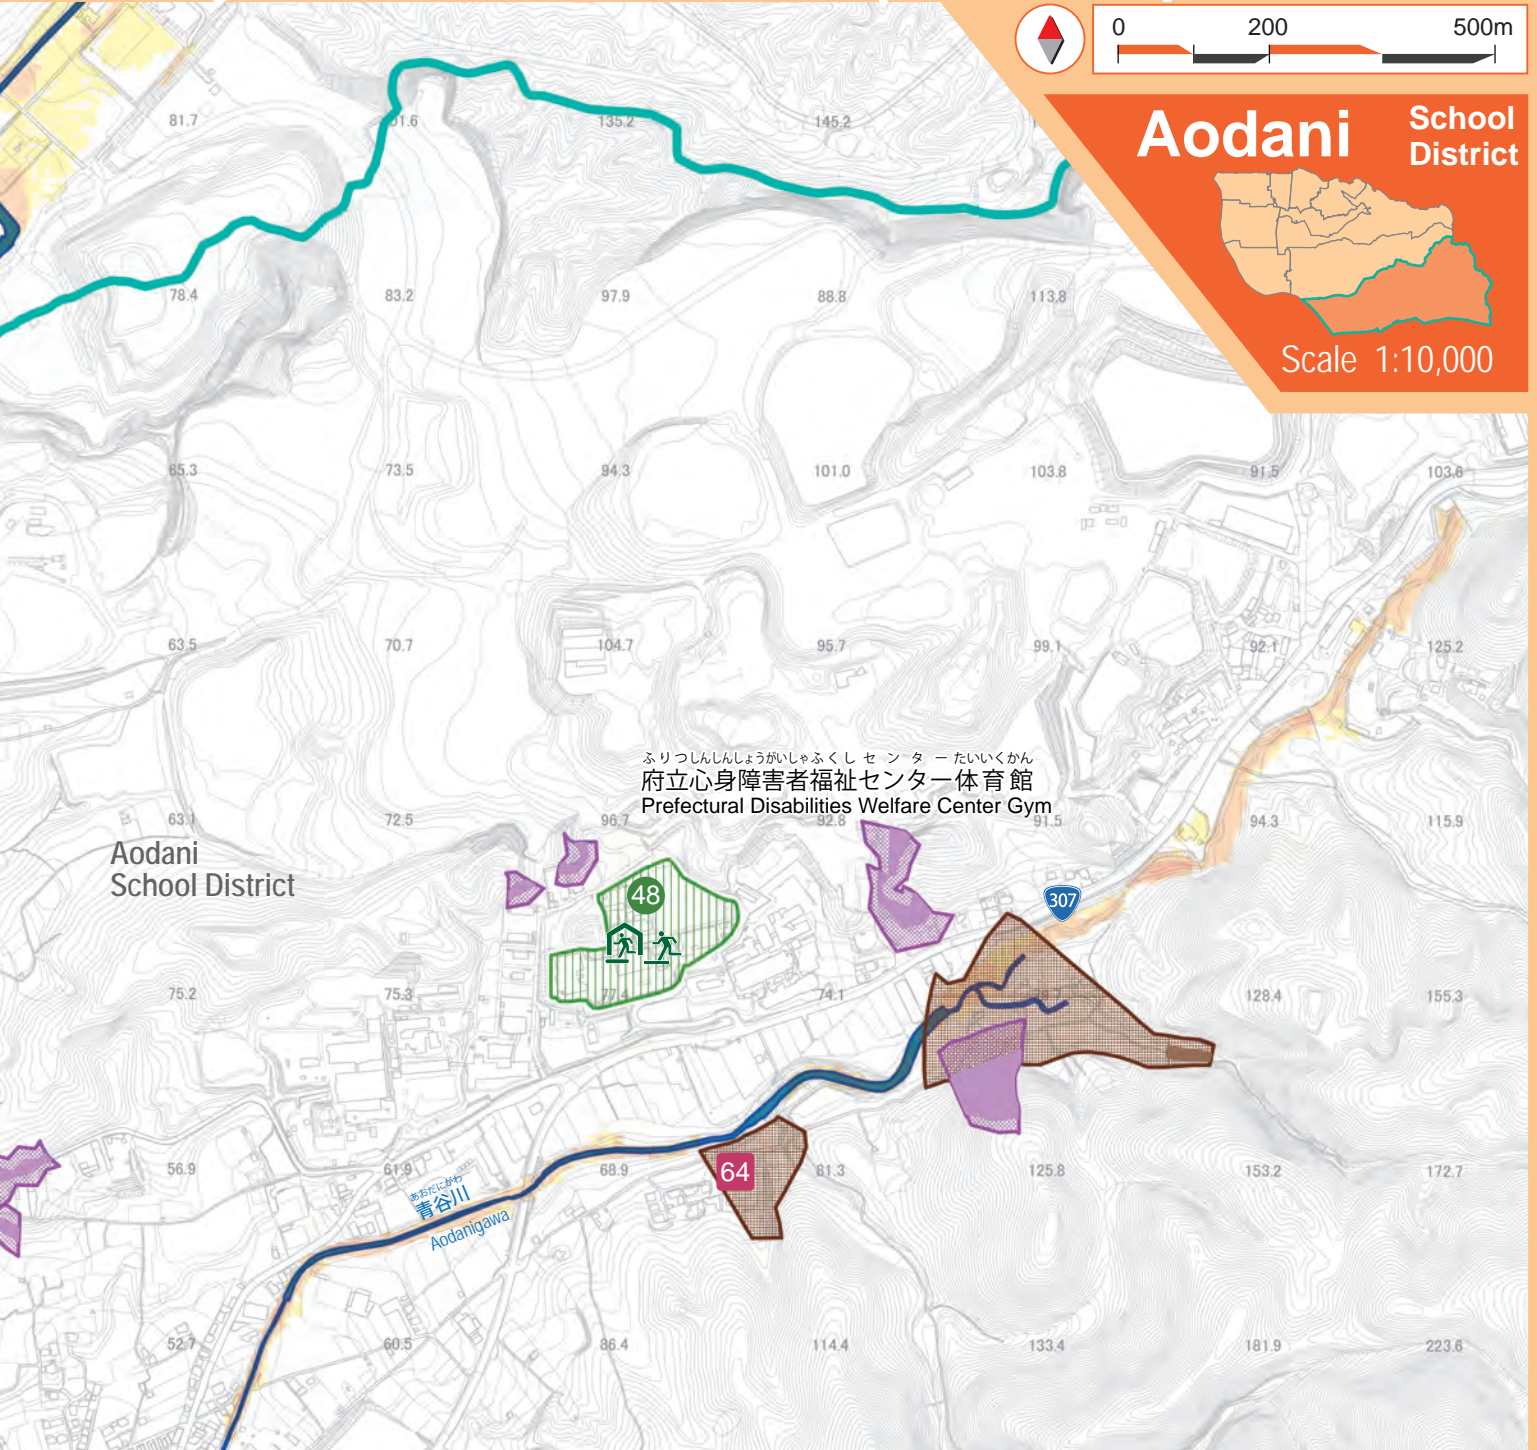 0 200 500m
Aodani School District
Scale 1:10,000
81.7 135.2 145.2
78.4 83.2 97.9 88.8 113.8
65.3 73.5 94.3 101.0 103.8 91.5 103.6
63.5 70.7 104.7 95.7 99.1 92.1 125.2
ふりつしんしんしょうがいしゃふくしセンターたいいくかん
府立心身障害者福祉センター体育館
Prefectural Disabilities Welfare Center Gym
63.1 72.5 96.7 92.8 91.5 94.3 115.9
Aodani
School District
48
307
75.2 75.3 77.4 74.1 128.4 155.3
56.9 61.9 68.9 81.3 125.8 153.2 172.7
64
あおだにがわ
青谷川
Aodanigawa
52.7 60.5 86.4 114.4 133.4 181.9 223.6